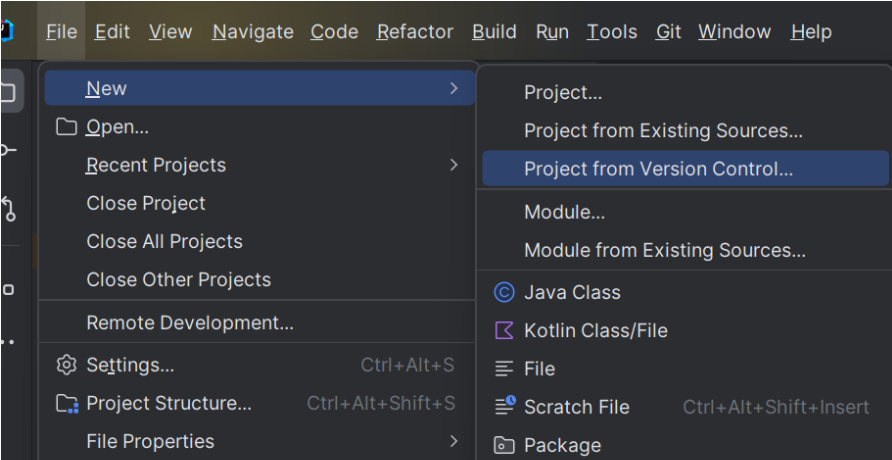 File Edit View Navigate Code Refactor Build Run Tools Git Window Help
New
Open...
Recent Projects
Close Project
Close All Projects
Close Other Projects
Remote Development...
Settings... Ctrl+Alt+S
Project Structure... Ctrl+Alt+Shift+S
File Properties
Project...
Project from Existing Sources...
Project from Version Control...
Module...
Module from Existing Sources...
Java Class
Kotlin Class/File
File
Scratch File Ctrl+Alt+Shift+Insert
Package